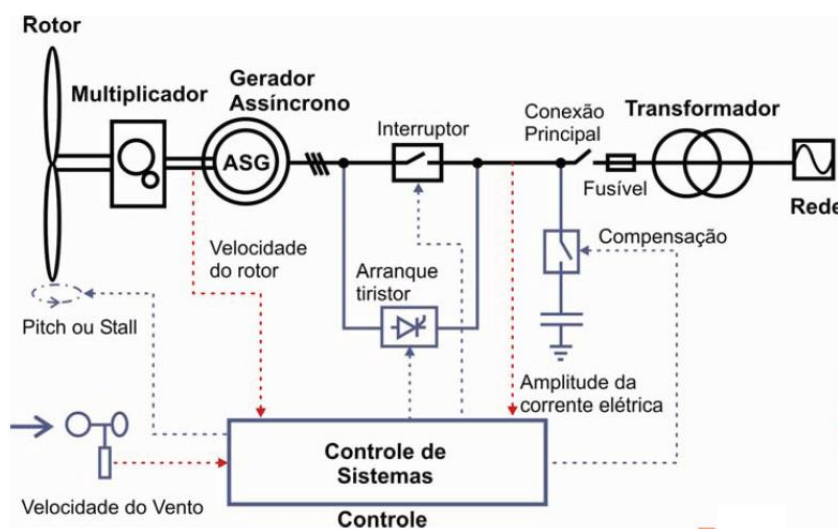 Rotor
Multiplicador
Gerador
Assíncrono
ASG
Interruptor
Conexão
Principal
Transformador
Fusível
Rede
Velocidade
do rotor
Arranque
tiristor
Compensação
Pitch ou Stall
Amplitude da
corrente elétrica
Controle de
Sistemas
Velocidade do Vento
Controle